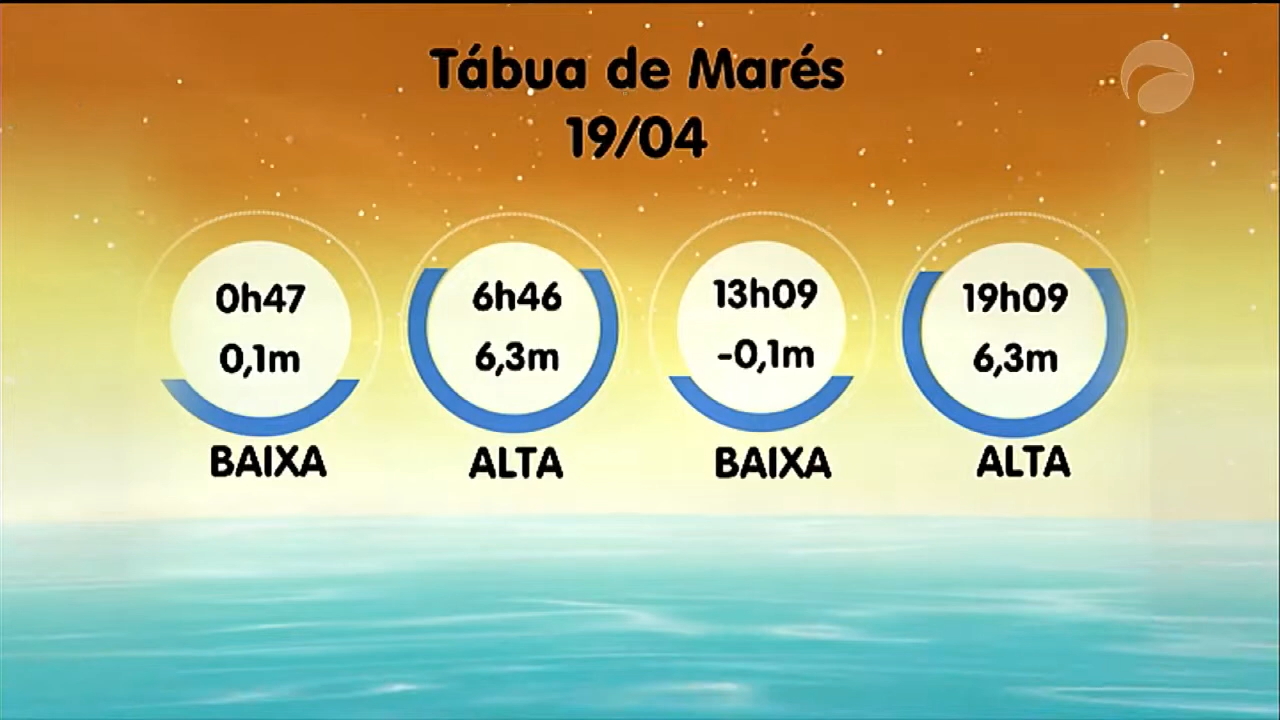 Tábua de Marés
19/04
0h47
0,1m
BAIXA
6h46
6,3m
ALTA
13h09
-0,1m
BAIXA
19h09
6,3m
ALTA